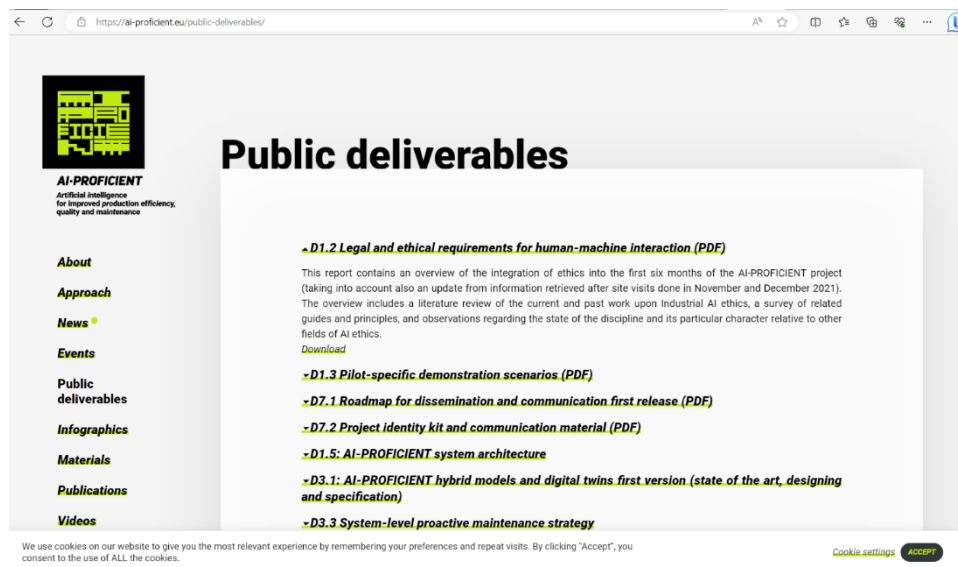 https://ai-proficient.eu/public-deliverables/
AI-PROFICIENT
Artificial intelligence
for improved production efficiency,
quality and maintenance
About
Approach
News
Events
Public
deliverables
Infographics
Materials
Publications
Videos
Public deliverables
D1.2 Legal and ethical requirements for human-machine interaction (PDF)
This report contains an overview of the integration of ethics into the first six months of the AI-PROFICIENT project
(taking into account also an update from information retrieved after site visits done in November and December 2021).
The overview includes a literature review of the current and past work upon Industrial AI ethics, a survey of related
guides and principles, and observations regarding the state of the discipline and its particular character relative to other
fields of AI ethics.
Download
D1.3 Pilot-specific demonstration scenarios (PDF)
D7.1 Roadmap for dissemination and communication first release (PDF)
D7.2 Project identity kit and communication material (PDF)
D1.5: AI-PROFICIENT system architecture
D3.1: AI-PROFICIENT hybrid models and digital twins first version (state of the art, designing
and specification)
D3.3 System-level proactive maintenance strategy
We use cookies on our website to give you the most relevant experience by remembering your preferences and repeat visits. By clicking "Accept", you
consent to the use of ALL the cookies.
Cookie settings
ACCEPT